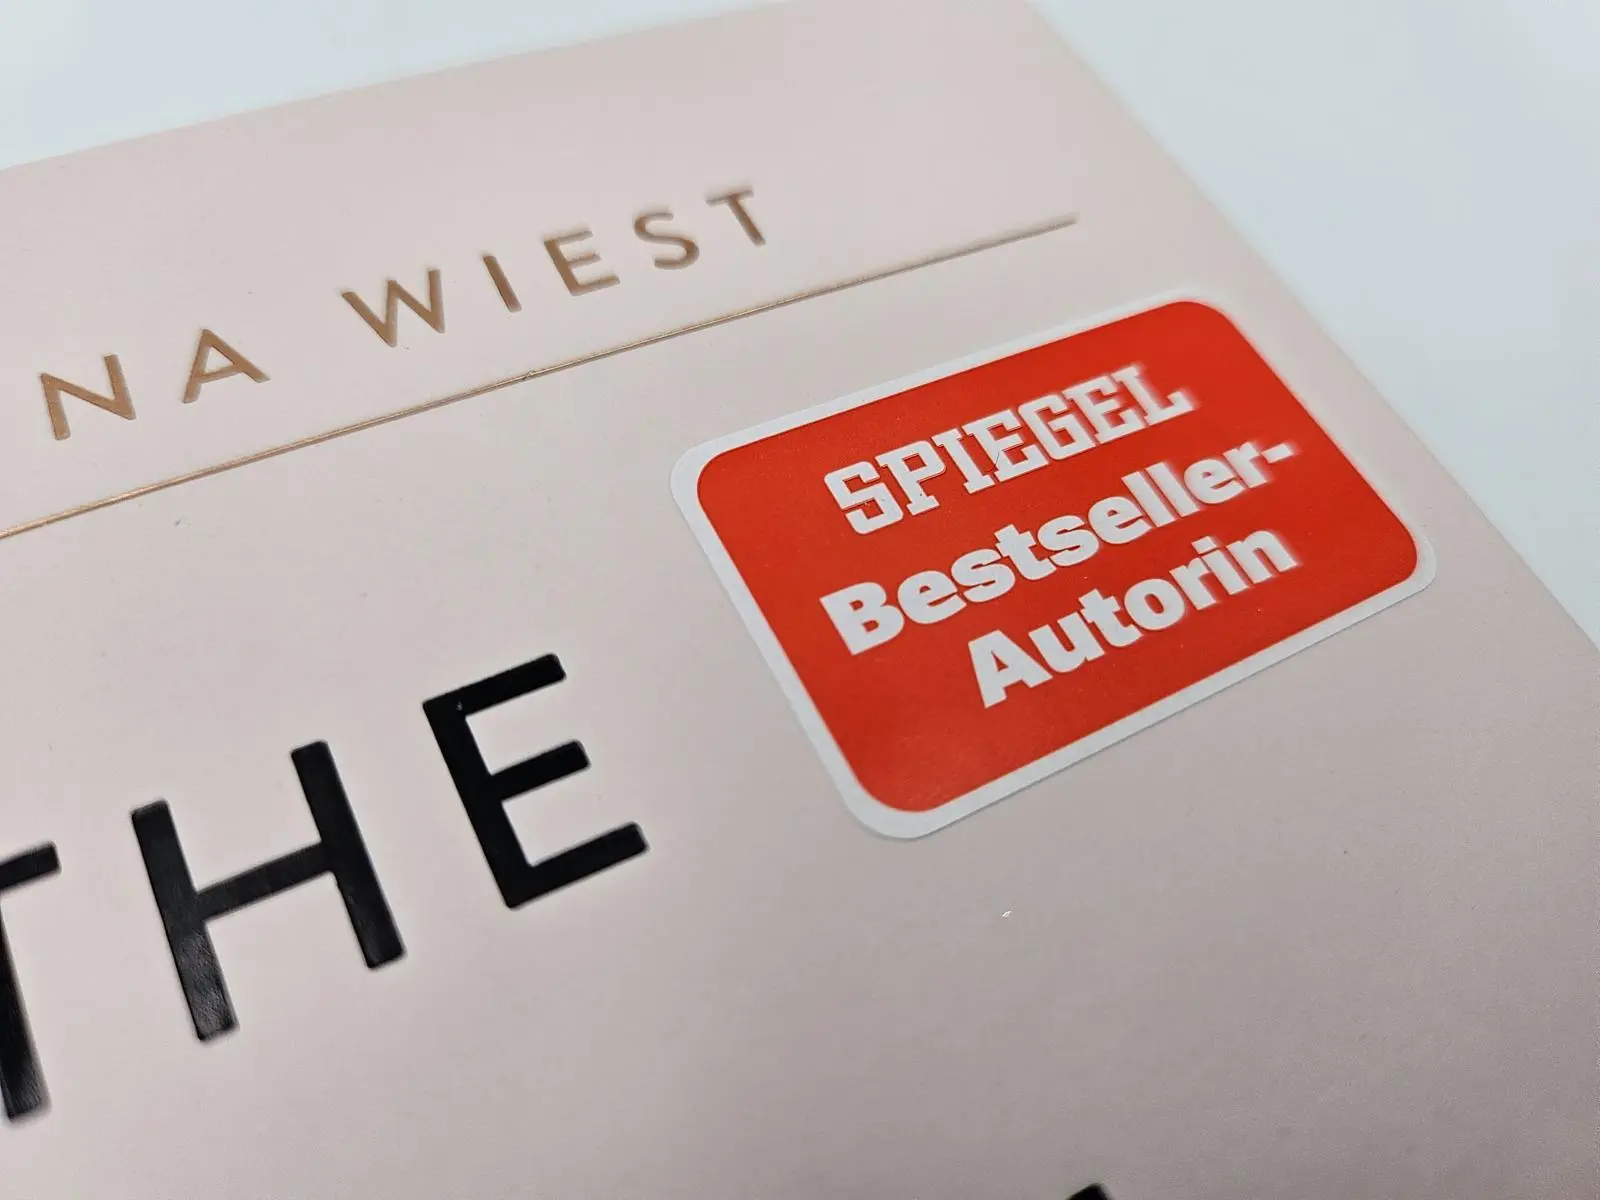 NA WIEST
SPIEGEL
Bestseller-
Autorin
THE